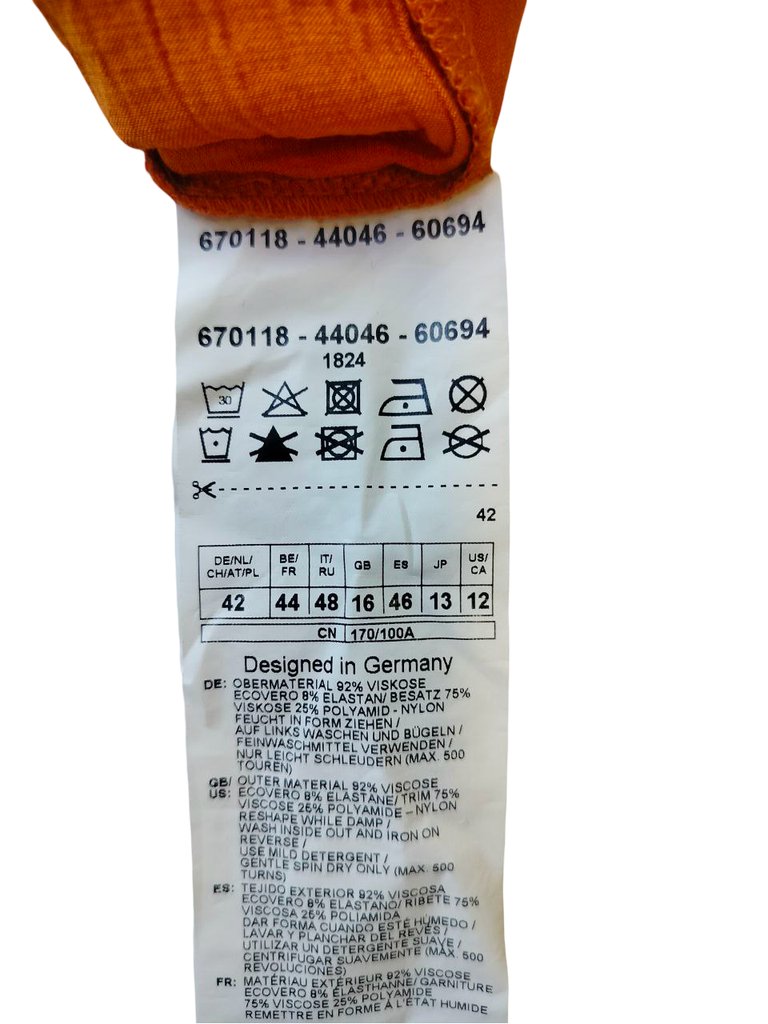 670118 - 44046 - 60694
670118 - 44046 - 60694
1824
30
42
DE/NL/ CH/AT/PL BE/ FR IT/ RU GB ES JP US/ CA
42 44 48 16 46 13 12
CN 170/100A
Designed in Germany
DE: OBERMATERIAL 92% VISKOSE
ECOVERO 8% ELASTAN/ BESATZ 75%
VISKOSE 25% POLYAMID - NYLON
FEUCHT IN FORM ZIEHEN /
AUF LINKS WASCHEN UND BÜGELN /
FEINWASCHMITTEL VERWENDEN /
NUR LEICHT SCHLEUDERN (MAX. 500
TOUREN)
GB/ OUTER MATERIAL 92% VISCOSE
US: ECOVERO 8% ELASTANE/ TRIM 75%
VISCOSE 25% POLYAMIDE – NYLON
RESHAPE WHILE DAMP /
WASH INSIDE OUT AND IRON ON
REVERSE /
USE MILD DETERGENT /
GENTLE SPIN DRY ONLY (MAX. 500
TURNS)
ES: TEJIDO EXTERIOR 92% VISCOSA
ECOVERO 8% ELASTANO/ RIBETE 75%
VISCOSA 25% POLIAMIDA
DAR FORMA CUANDO ESTÉ HÚMEDO /
LAVAR Y PLANCHAR DEL REVÉS /
UTILIZAR UN DETERGENTE SUAVE /
CENTRIFUGAR SUAVEMENTE (MÁX. 500
REVOLUCIONES)
FR: MATÉRIAU EXTÉRIEUR 92% VISCOSE
ECOVERO 8% ÉLASTHANNE/ GARNITURE
75% VISCOSE 25% POLYAMIDE
REMETTRE EN FORME À L'ÉTAT HUMIDE